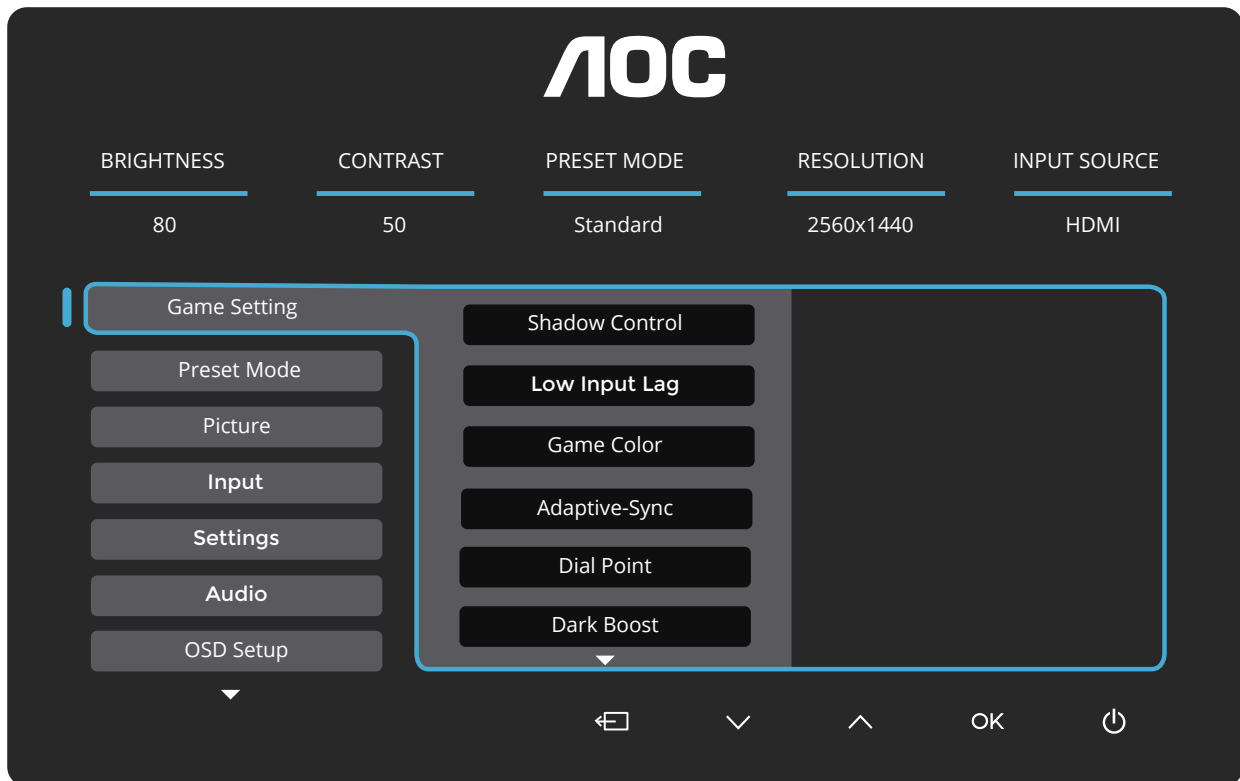 AOC
BRIGHTNESS CONTRAST PRESET MODE RESOLUTION INPUT SOURCE
80 50 Standard 2560x1440 HDMI
Game Setting
Preset Mode
Picture
Input
Settings
Audio
OSD Setup
Shadow Control
Low Input Lag
Game Color
Adaptive-Sync
Dial Point
Dark Boost
OK